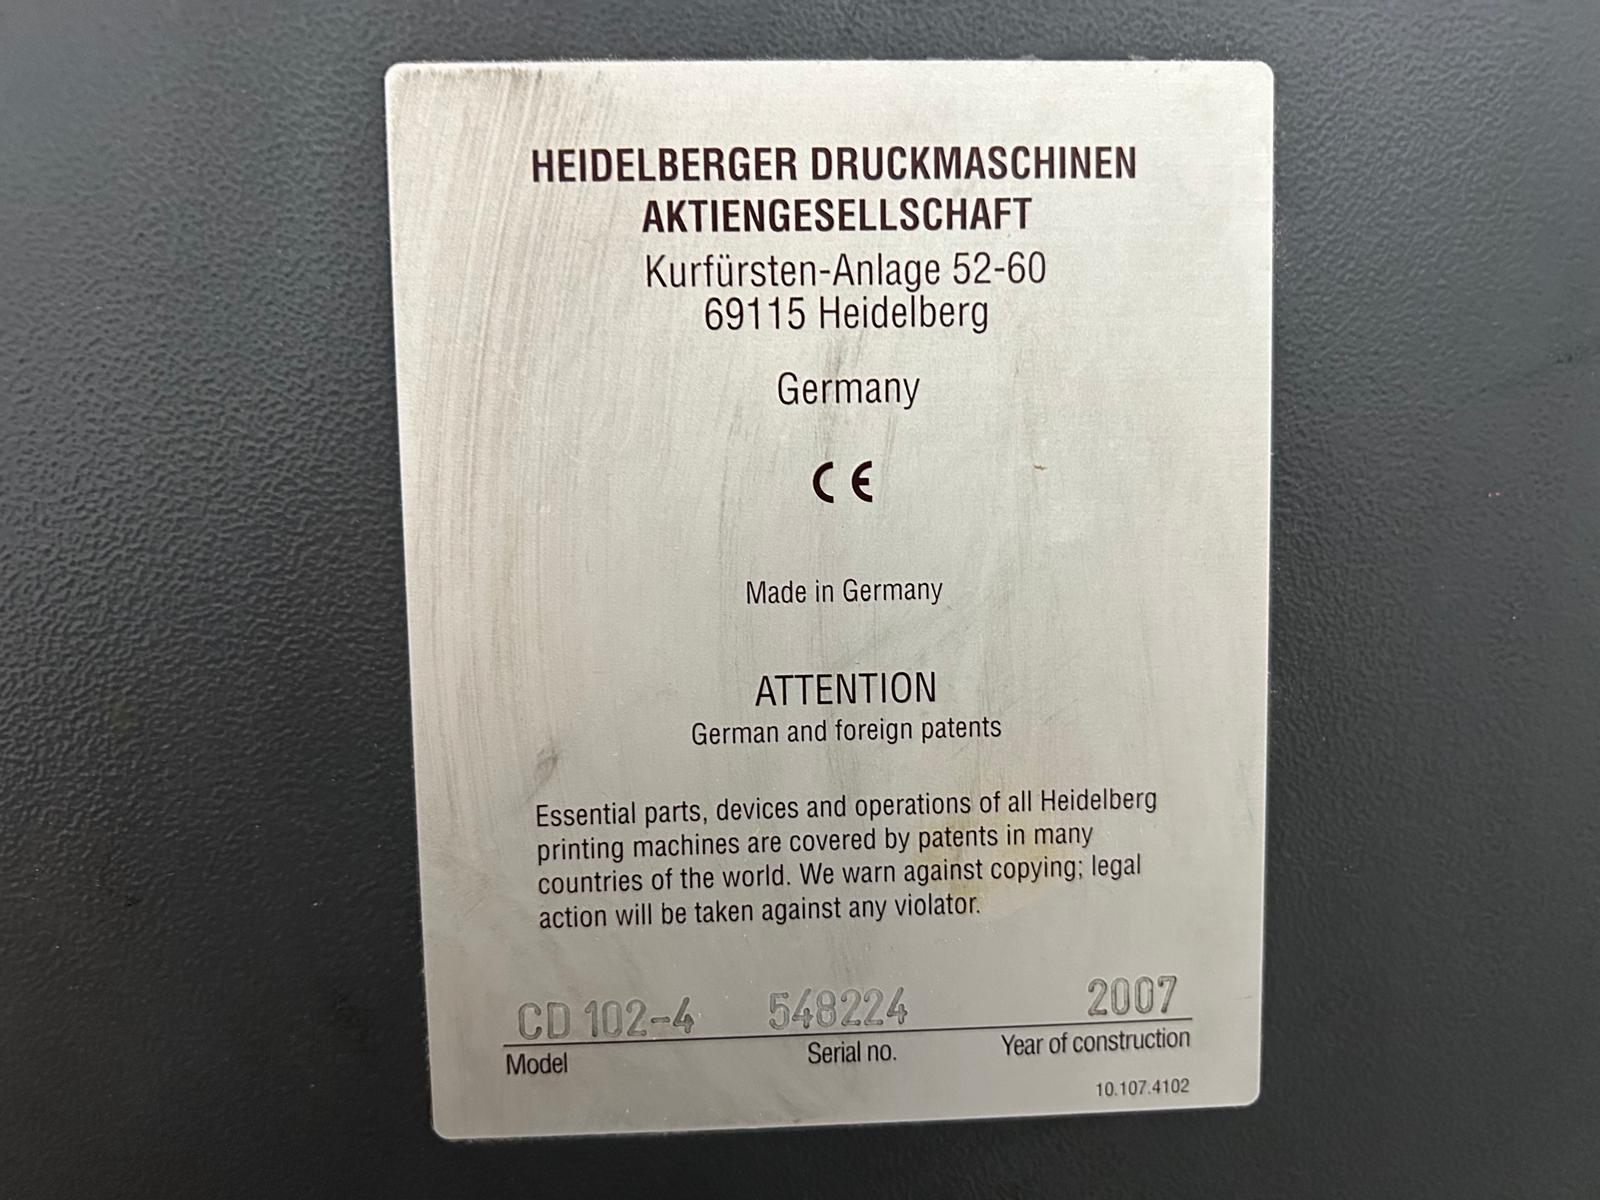 HEIDELBERGER DRUCKMASCHINEN
AKTIENGESELLSCHAFT
Kurfürsten-Anlage 52-60
69115 Heidelberg
Germany
CE
Made in Germany
ATTENTION
German and foreign patents
Essential parts, devices and operations of all Heidelberg
printing machines are covered by patents in many
countries of the world. We warn against copying; legal
action will be taken against any violator.
CD 102-4 548224 2007
Model Serial no. Year of construction
10.107.4102